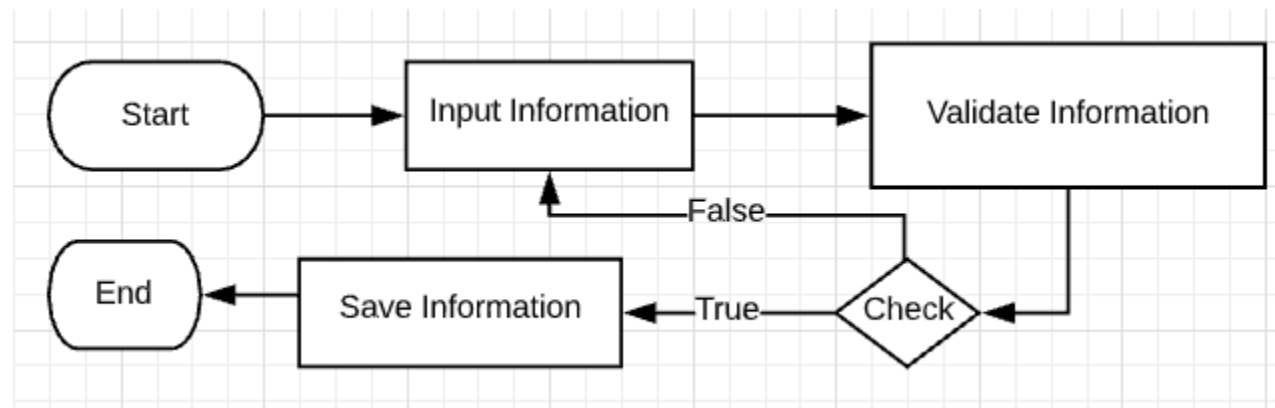 Start
Input Information
Validate Information
False
End
Save Information
True
Check